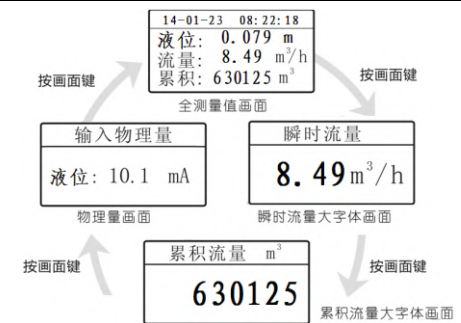 14-01-23 08:22:18
液位: 0.079 m
流量: 8.49 m³/h
累积: 630125 m³
按画面键
按画面键
全测量值画面
输入物理量
液位: 10.1 mA
物理量画面
瞬时流量
8.49 m³/h
瞬时流量大字体画面
按画面键
按画面键
累积流量 m³
630125
累积流量大字体画面